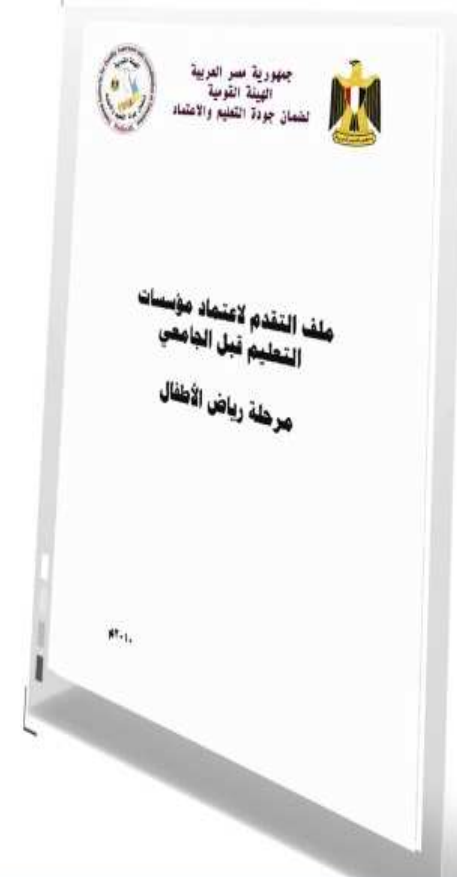 جمهورية مصر العربية
الهيئة القومية
لضمان جودة التعليم والاعتماد
ملف التقدم لاعتماد مؤسسات
التعليم قبل الجامعي
مرحلة رياض الأطفال
٢٠١٠م